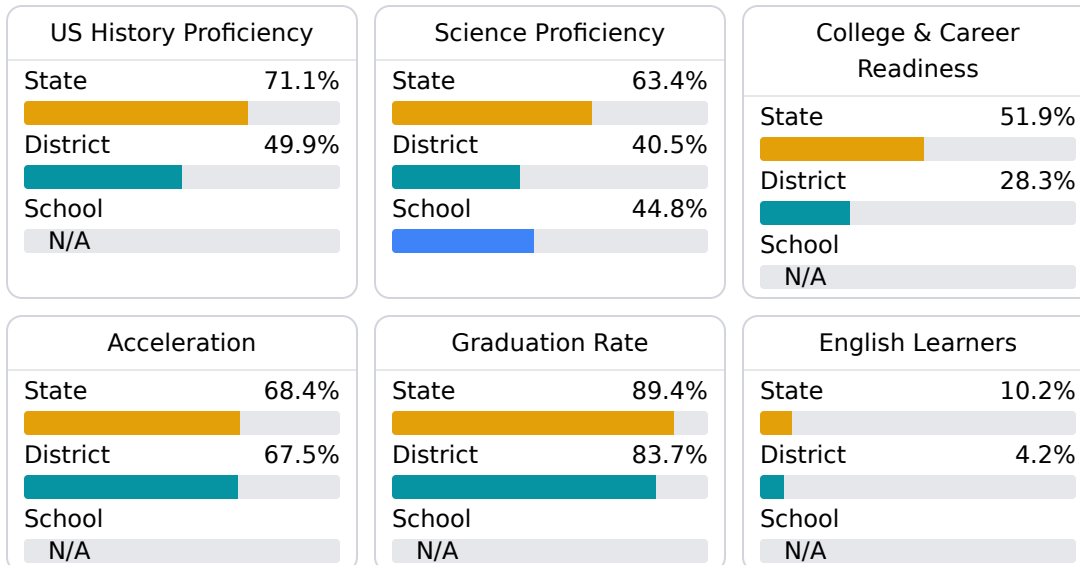 US History Proficiency
State 71.1%
District 49.9%
School
N/A
Science Proficiency
State 63.4%
District 40.5%
School 44.8%
College & Career
Readiness
State 51.9%
District 28.3%
School
N/A
Acceleration
State 68.4%
District 67.5%
School
N/A
Graduation Rate
State 89.4%
District 83.7%
School
N/A
English Learners
State 10.2%
District 4.2%
School
N/A